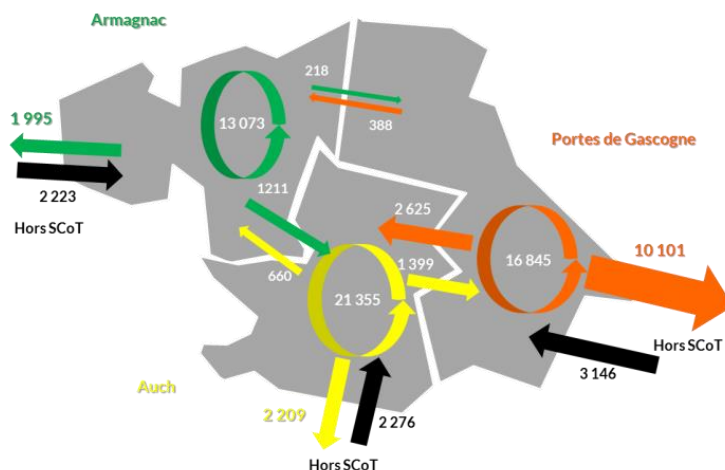 Armagnac
218
1 995
13 073
388
Portes de Gascogne
2 223
1211
2 625
Hors SCoT
10 101
660
1 399
16 845
21 355
Hors SCoT
3 146
Auch
2 209
2 276
Hors SCoT